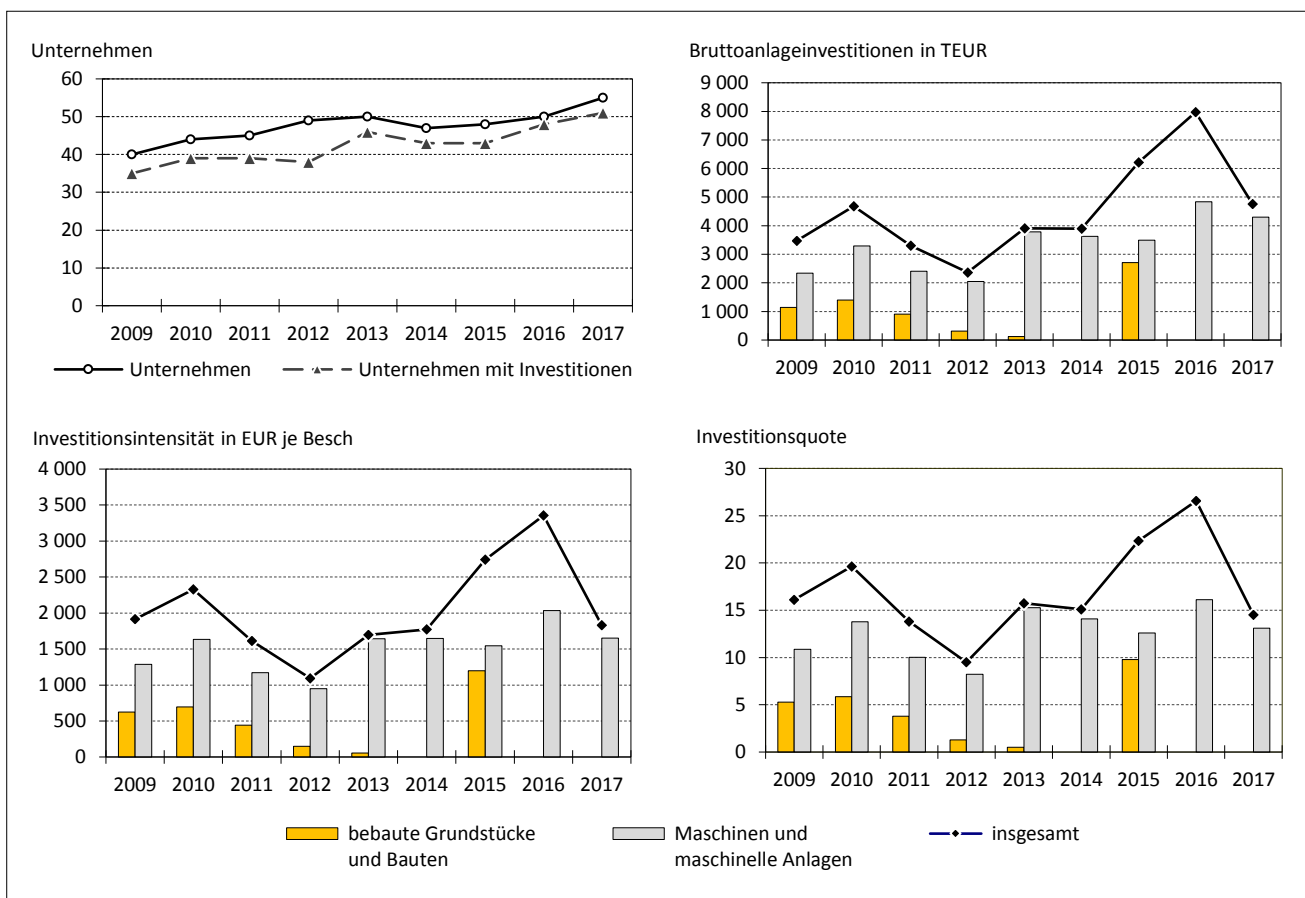 Unternehmen
60
50
40
30
20
10
0
2009 2010 2011 2012 2013 2014 2015 2016 2017
Unternehmen Unternehmen mit Investitionen
Bruttoanlageinvestitionen in TEUR
9 000
8 000
7 000
6 000
5 000
4 000
3 000
2 000
1 000
0
2009 2010 2011 2012 2013 2014 2015 2016 2017
Investitionsintensität in EUR je Besch
4 000
3 500
3 000
2 500
2 000
1 500
1 000
500
0
2009 2010 2011 2012 2013 2014 2015 2016 2017
Investitionsquote
30
25
20
15
10
5
0
2009 2010 2011 2012 2013 2014 2015 2016 2017
bebaute Grundstücke
und Bauten
Maschinen und
maschinelle Anlagen
insgesamt